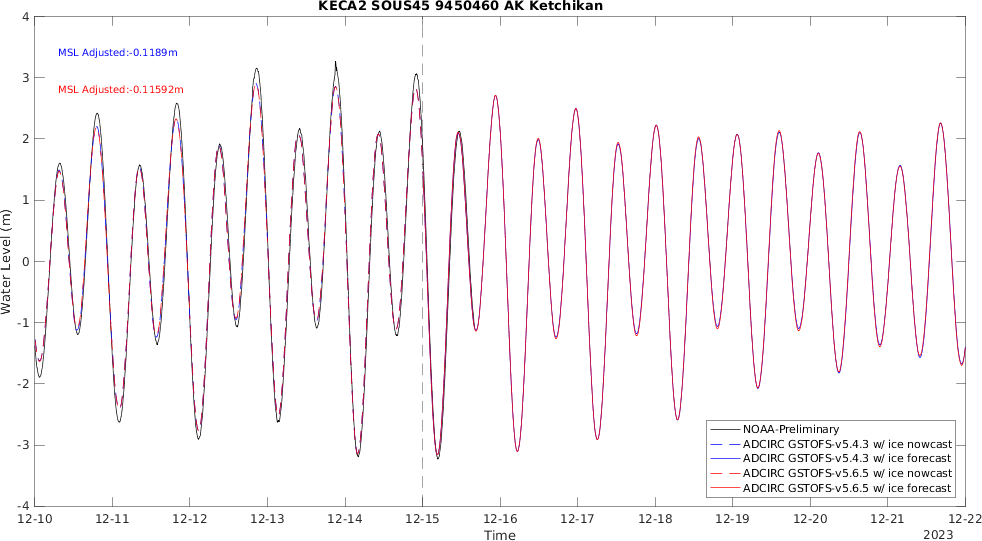 KECA2 SOUS45 9450460 AK Ketchikan
MSL Adjusted:-0.1189m
MSL Adjusted:-0.11592m
Water Level (m)
4
3
2
1
0
-1
-2
-3
-4
NOAA-Preliminary
ADCIRC GSTOFS-v5.4.3 w/ ice nowcast
ADCIRC GSTOFS-v5.4.3 w/ ice forecast
ADCIRC GSTOFS-v5.6.5 w/ ice nowcast
ADCIRC GSTOFS-v5.6.5 w/ ice forecast
12-10 12-11 12-12 12-13 12-14 12-15 12-16 12-17 12-18 12-19 12-20 12-21 12-22
Time
2023